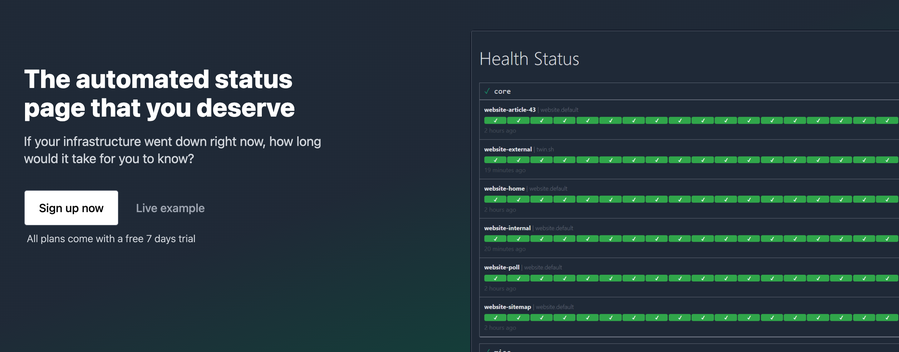 The automated status
page that you deserve
If your infrastructure went down right now, how long
would it take for you to know?
Sign up now
Live example
All plans come with a free 7 days trial
Health Status
✓ core
website-article-43 | website.default
2 hours ago
website-external | twin.sh
19 minutes ago
website-home | website.default
2 hours ago
website-internal | website.default
20 minutes ago
website-poll | website.default
2 hours ago
website-sitemap | website.default
2 hours ago